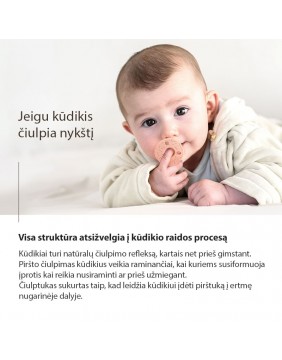 Jeigu kūdikis
čiulpia nykštį
Visa struktūra atsižvelgia į kūdikio raidos procesą
Kūdikiai turi natūralų čiulpimo refleksą, kartais net prieš gimstant.
Piršto čiulpimas kūdikius veikia raminančiai, kai kuriems susiformuoja
įprotis kai reikia nusiraminti ar prieš užmiegant.
Čiulptukas sukurtas taip, kad leidžia kūdikiui įdėti pirštuką į ertmę
nugarinėje dalyje.